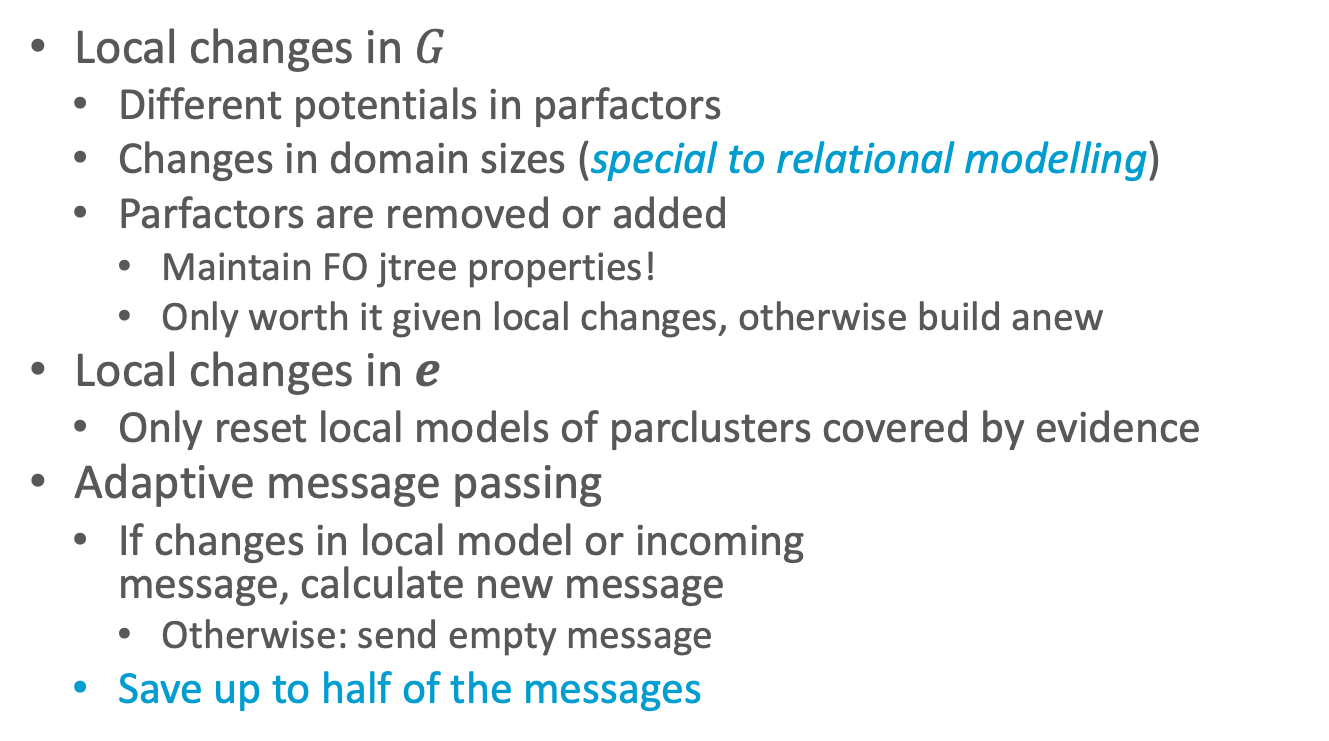 • Local changes in G
• Different potentials in parfactors
• Changes in domain sizes (special to relational modelling)
• Parfactors are removed or added
• Maintain FO jtree properties!
• Only worth it given local changes, otherwise build anew
• Local changes in e
• Only reset local models of parclusters covered by evidence
• Adaptive message passing
• If changes in local model or incoming
message, calculate new message
• Otherwise: send empty message
• Save up to half of the messages